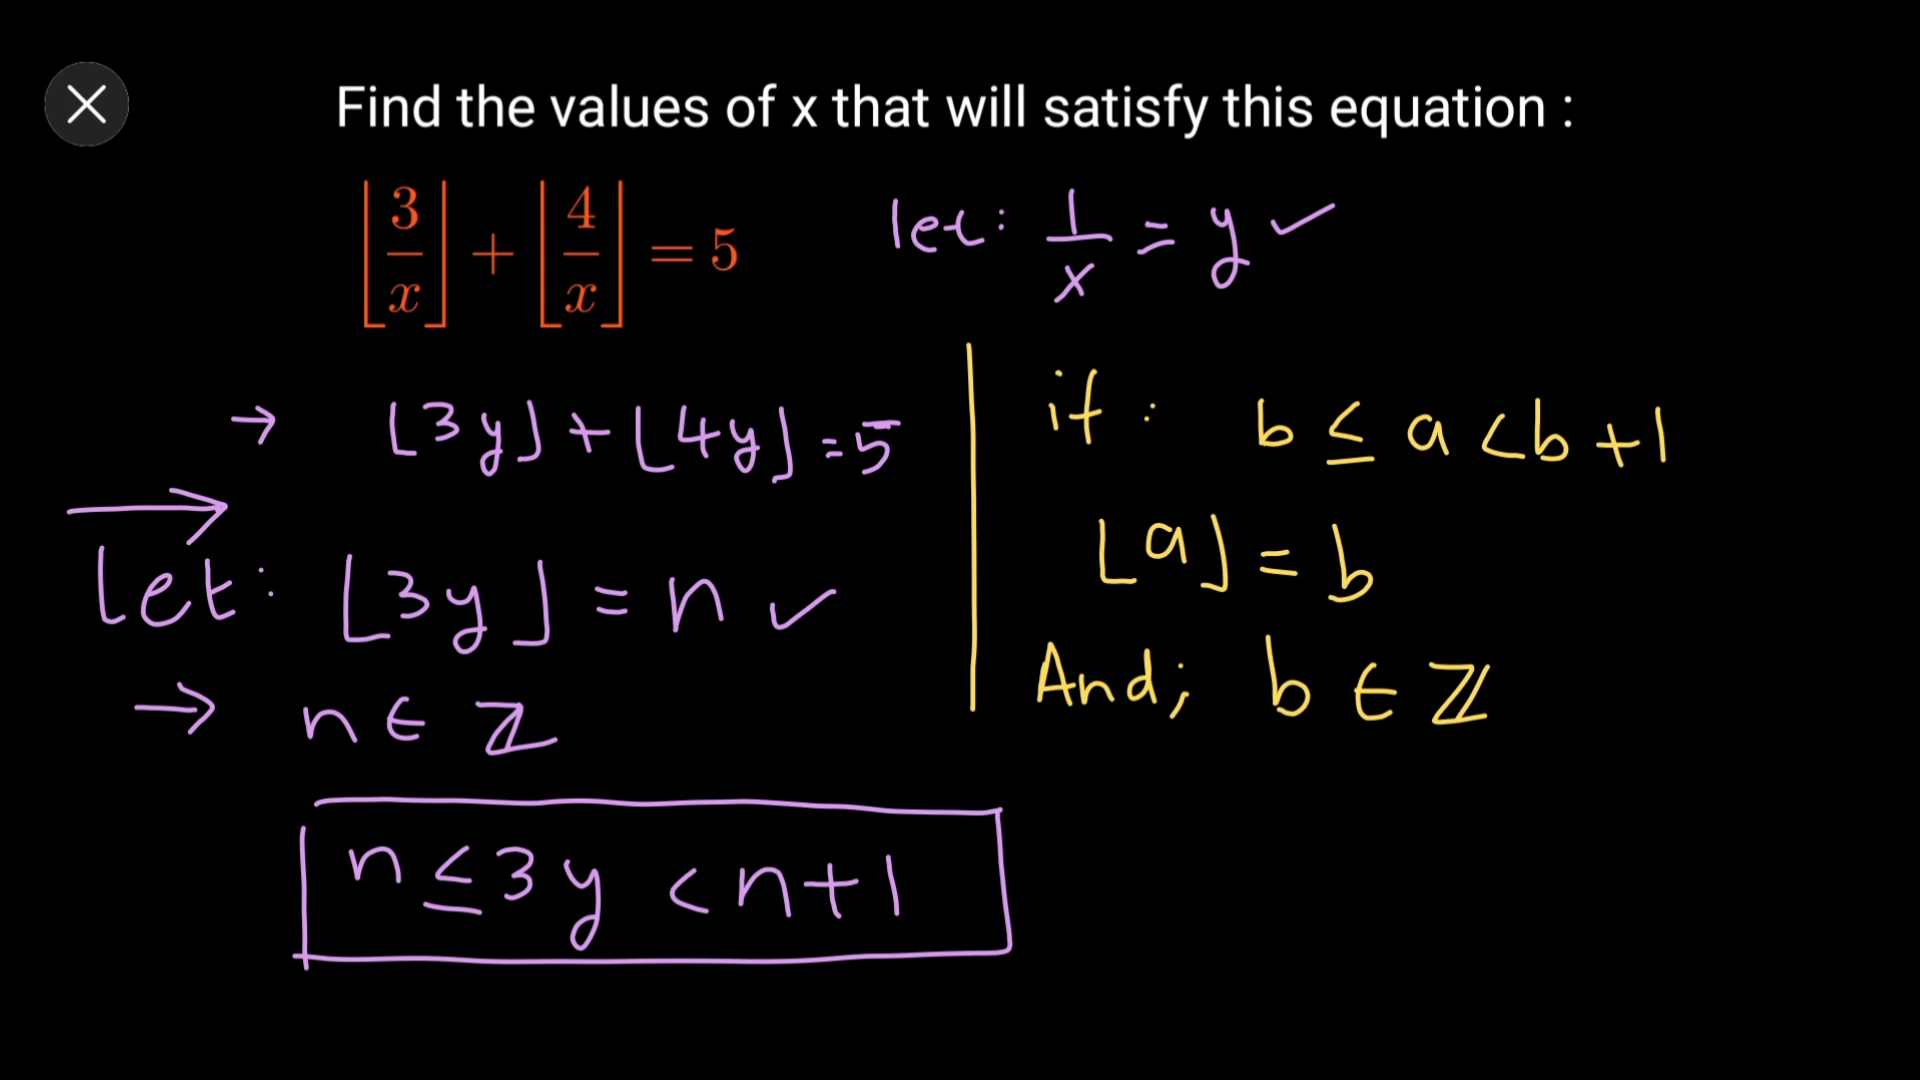 Find the values of x that will satisfy this equation :
⌊3/x⌋ + ⌊4/x⌋ = 5
let: 1/x = y ✓
→ ⌊3y⌋ + ⌊4y⌋ = 5
→
let: ⌊3y⌋ = n ✓
→ n ∈ ℤ
n ≤ 3y < n+1
if : b ≤ a < b+1
⌊a⌋ = b
And; b ∈ ℤ